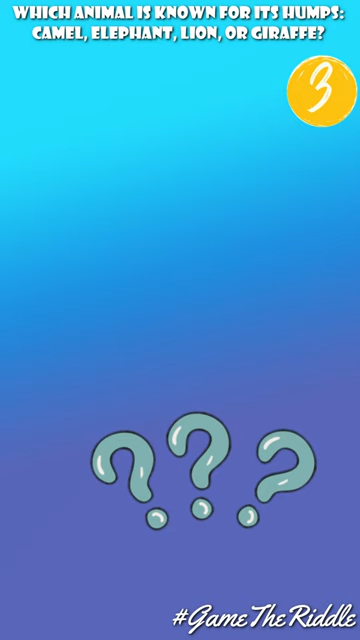 WHICH ANIMAL IS KNOWN FOR ITS HUMPS:
CAMEL, ELEPHANT, LION, OR GIRAFFE?
3
? ? ?
#GameTheRiddle